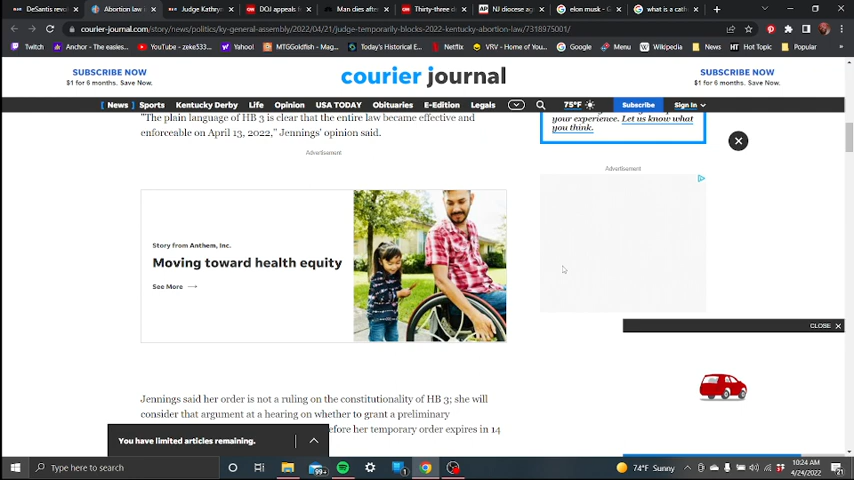 DeSantis revo
Abortion law i
Judge Kathryn
DOJ appeals f
Man dies after
Thirty-three d
NJ diocese ag
elon musk - G
what is a cath
courier-journal.com/story/news/politics/ky-general-assembly/2022/04/21/judge-temporarily-blocks-2022-kentucky-abortion-law/7318975001/
Twitch
Anchor - The easies...
YouTube - zeke333...
Yahoo!
MTGGoldfish - Mag...
Today's Historical E...
Netflix
VRV - Home of Your...
Google
Menu
Wikipedia
News
Hot Topic
Popular
SUBSCRIBE NOW
$1 for 6 months. Save Now.
courier journal
SUBSCRIBE NOW
$1 for 6 months. Save Now.
News Sports Kentucky Derby Life Opinion USA TODAY Obituaries E-Edition Legals 75°F Subscribe Sign In
"The plain language of HB 3 is clear that the entire law became effective and
enforceable on April 13, 2022," Jennings' opinion said.
your experience. Let us know what
you think.
Advertisement
Advertisement
Story from Anthem, Inc.
Moving toward health equity
See More
CLOSE
Jennings said her order is not a ruling on the constitutionality of HB 3; she will
consider that argument at a hearing on whether to grant a preliminary
efore her temporary order expires in 14
You have limited articles remaining.
Type here to search
99+
74°F Sunny
10:24 AM
4/24/2022
21